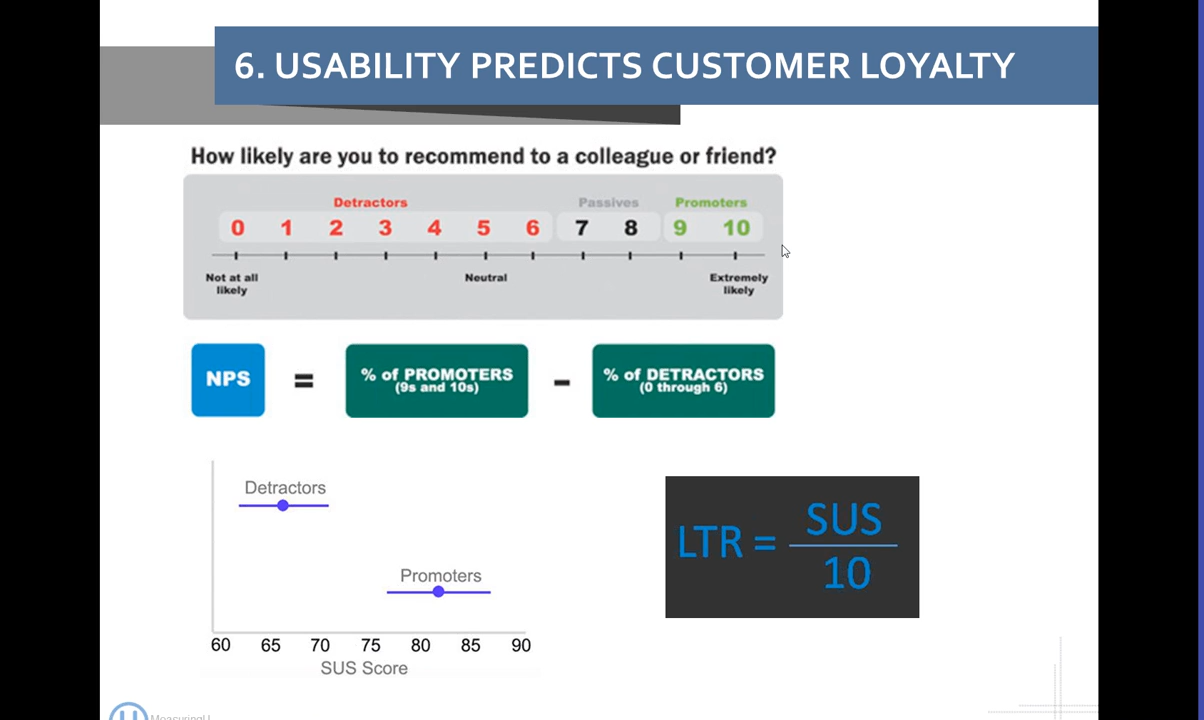 6. USABILITY PREDICTS CUSTOMER LOYALTY
How likely are you to recommend to a colleague or friend?
Detractors Passives Promoters
0 1 2 3 4 5 6 7 8 9 10
Not at all likely Neutral Extremely likely
NPS = % of PROMOTERS (9s and 10s) - % of DETRACTORS (0 through 6)
Detractors
Promoters
60 65 70 75 80 85 90
SUS Score
LTR = SUS
10
MeasuringU